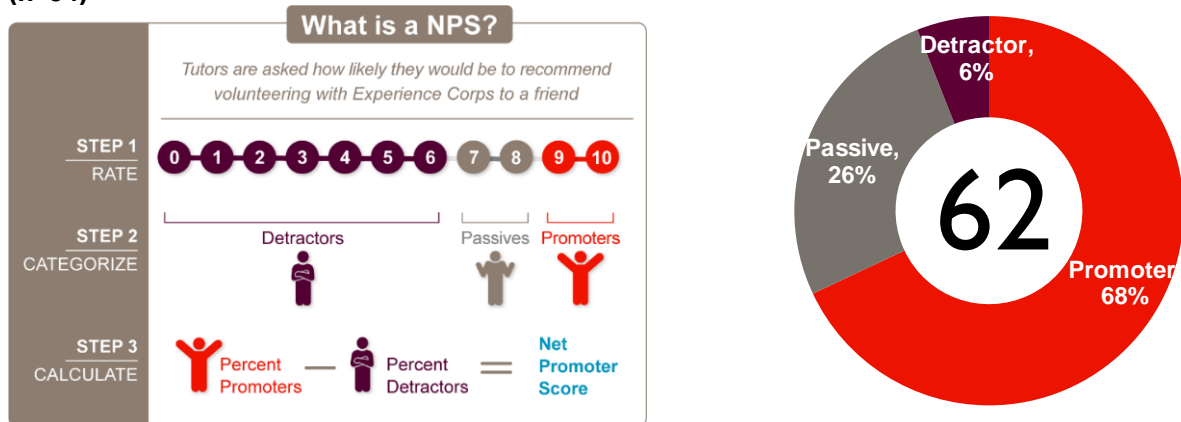 What is a NPS?
Tutors are asked how likely they would be to recommend
volunteering with Experience Corps to a friend
STEP 1
RATE
0 1 2 3 4 5 6 7 8 9 10
STEP 2
CATEGORIZE
Detractors
Passives
Promoters
STEP 3
CALCULATE
Percent
Promoters
—
Percent
Detractors
=
Net
Promoter
Score
Detractor,
6%
Passive,
26%
62
Promoter
68%